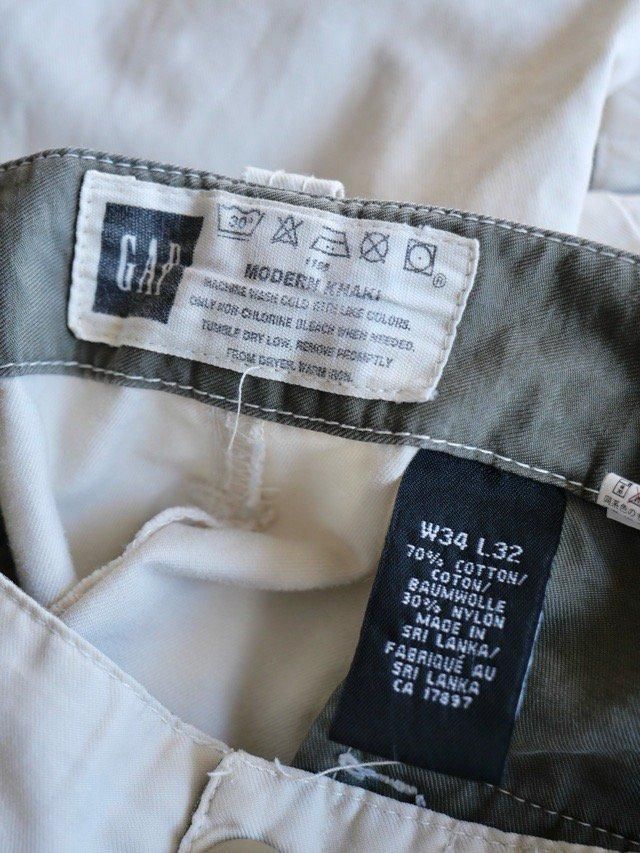 GAP
30°
MODERN KHAKI
MACHINE WASH COLD WITH LIKE COLORS.
ONLY NON-CHLORINE BLEACH WHEN NEEDED.
TUMBLE DRY LOW. REMOVE PROMPTLY
FROM DRYER. WARM IRON.
®
W34 L32
70% COTTON/
COTON/
BAUMWOLLE
30% NYLON
MADE IN
SRI LANKA/
FABRIQUÉ AU
SRI LANKA
CA 17897